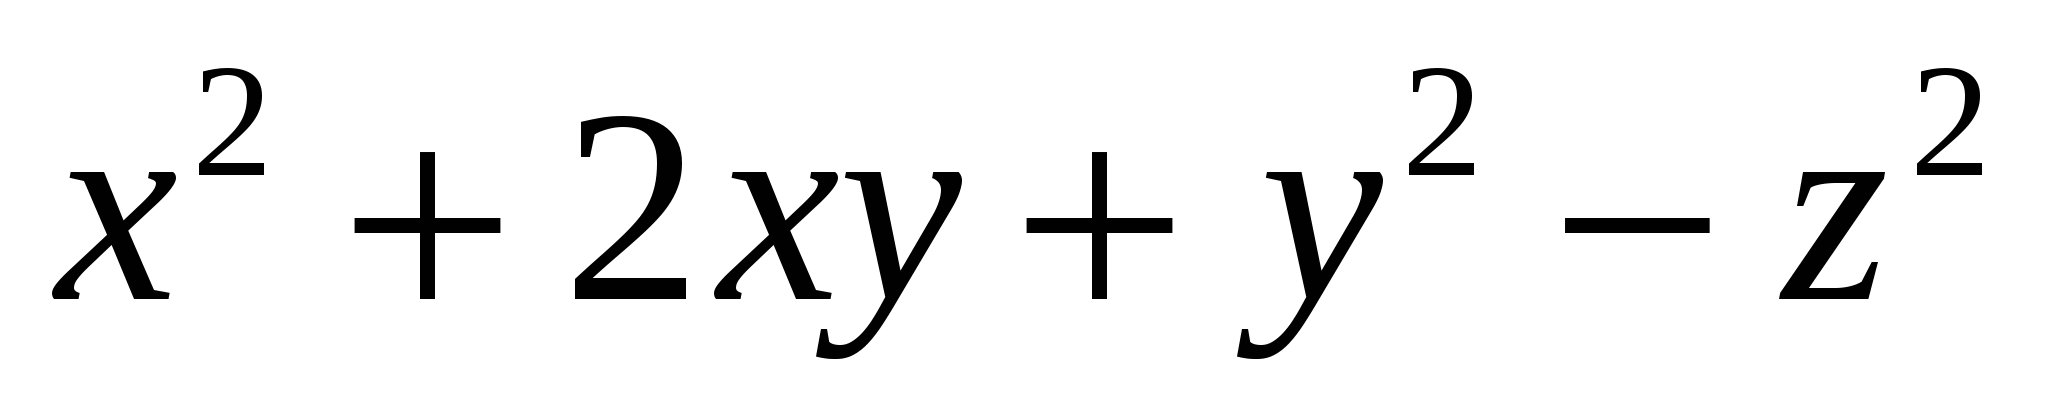 x² + 2xy + y² − z²